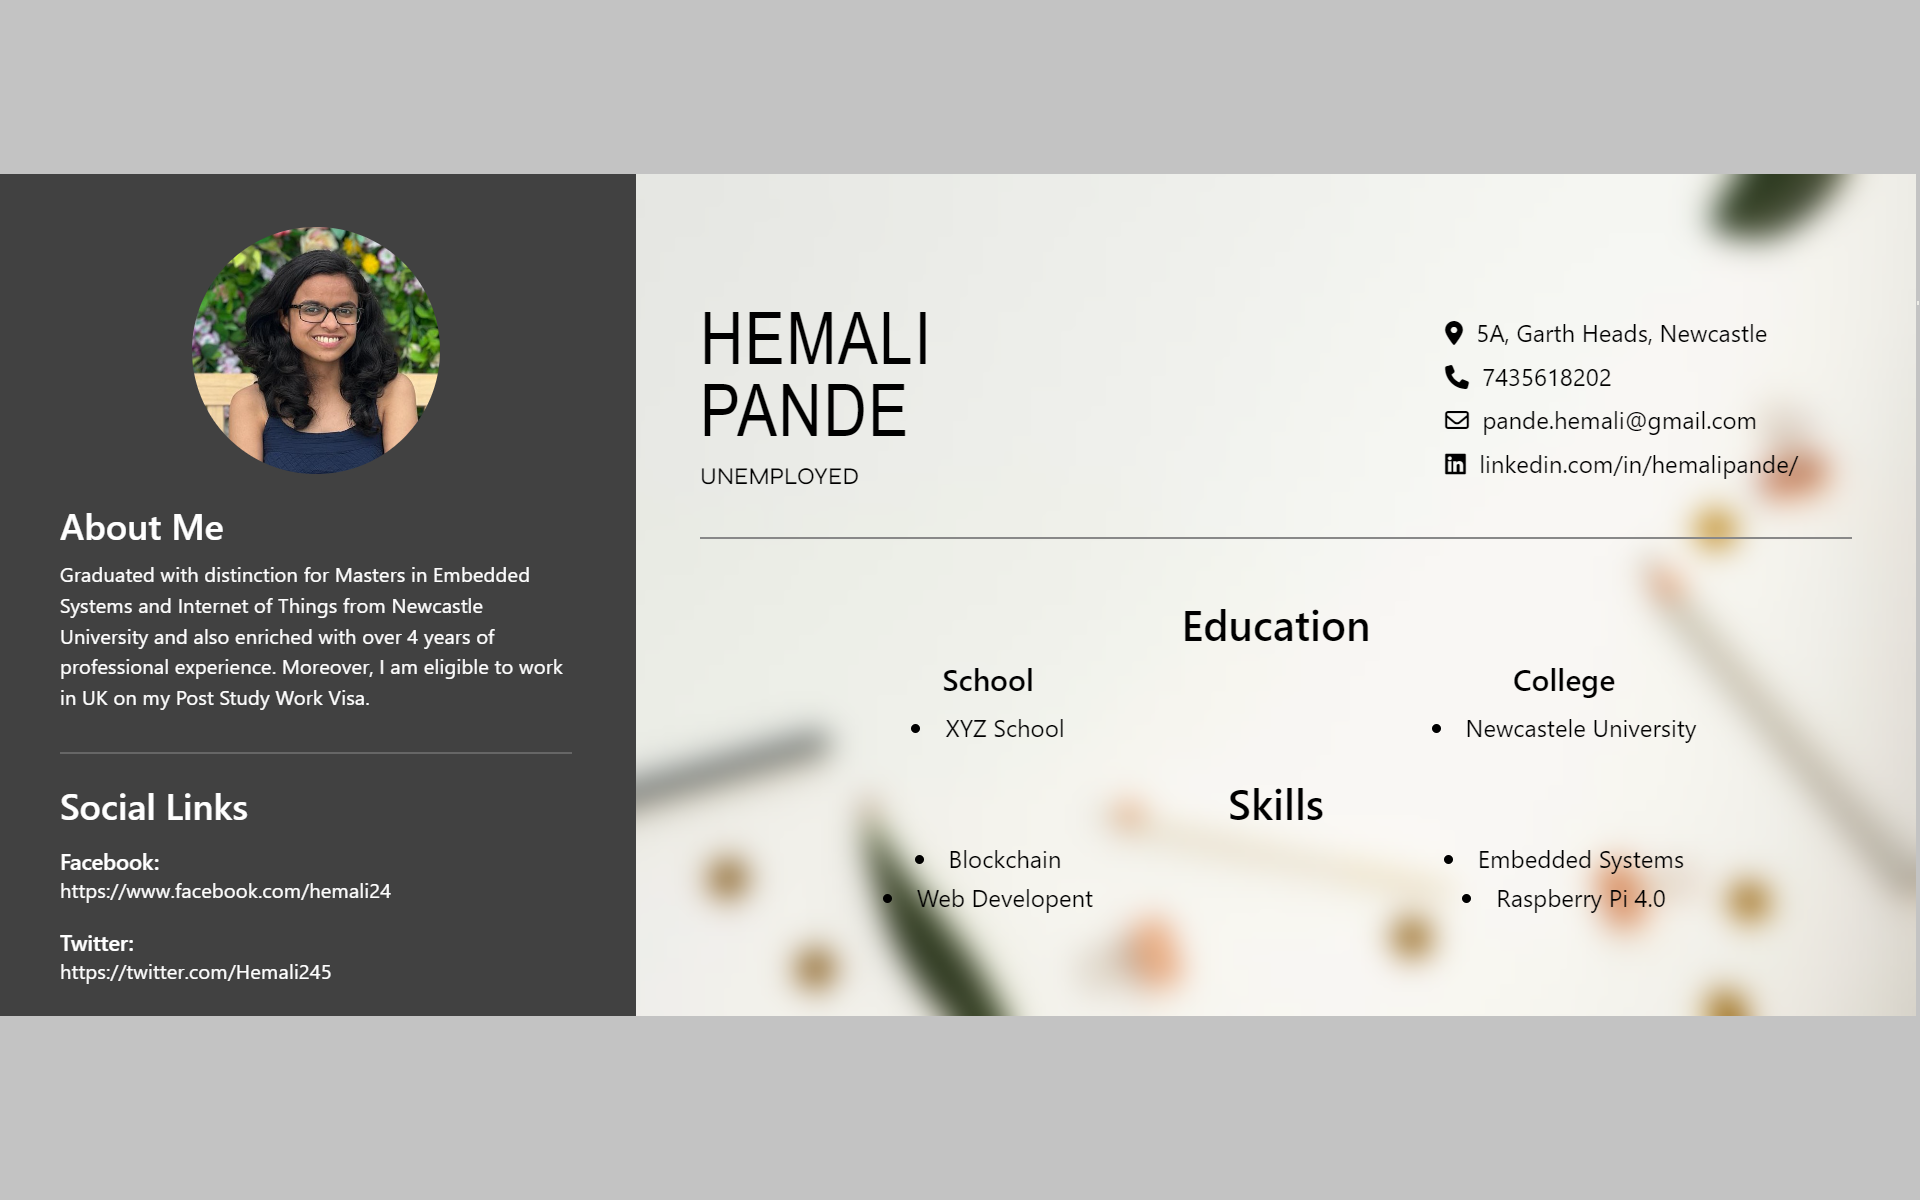 About Me
Graduated with distinction for Masters in Embedded
Systems and Internet of Things from Newcastle
University and also enriched with over 4 years of
professional experience. Moreover, I am eligible to work
in UK on my Post Study Work Visa.
Social Links
Facebook:
https://www.facebook.com/hemali24
Twitter:
https://twitter.com/Hemali245
HEMALI
PANDE
UNEMPLOYED
5A, Garth Heads, Newcastle
7435618202
pande.hemali@gmail.com
linkedin.com/in/hemalipande/
Education
School
• XYZ School
College
• Newcastele University
Skills
• Blockchain
• Web Developent
• Embedded Systems
• Raspberry Pi 4.0